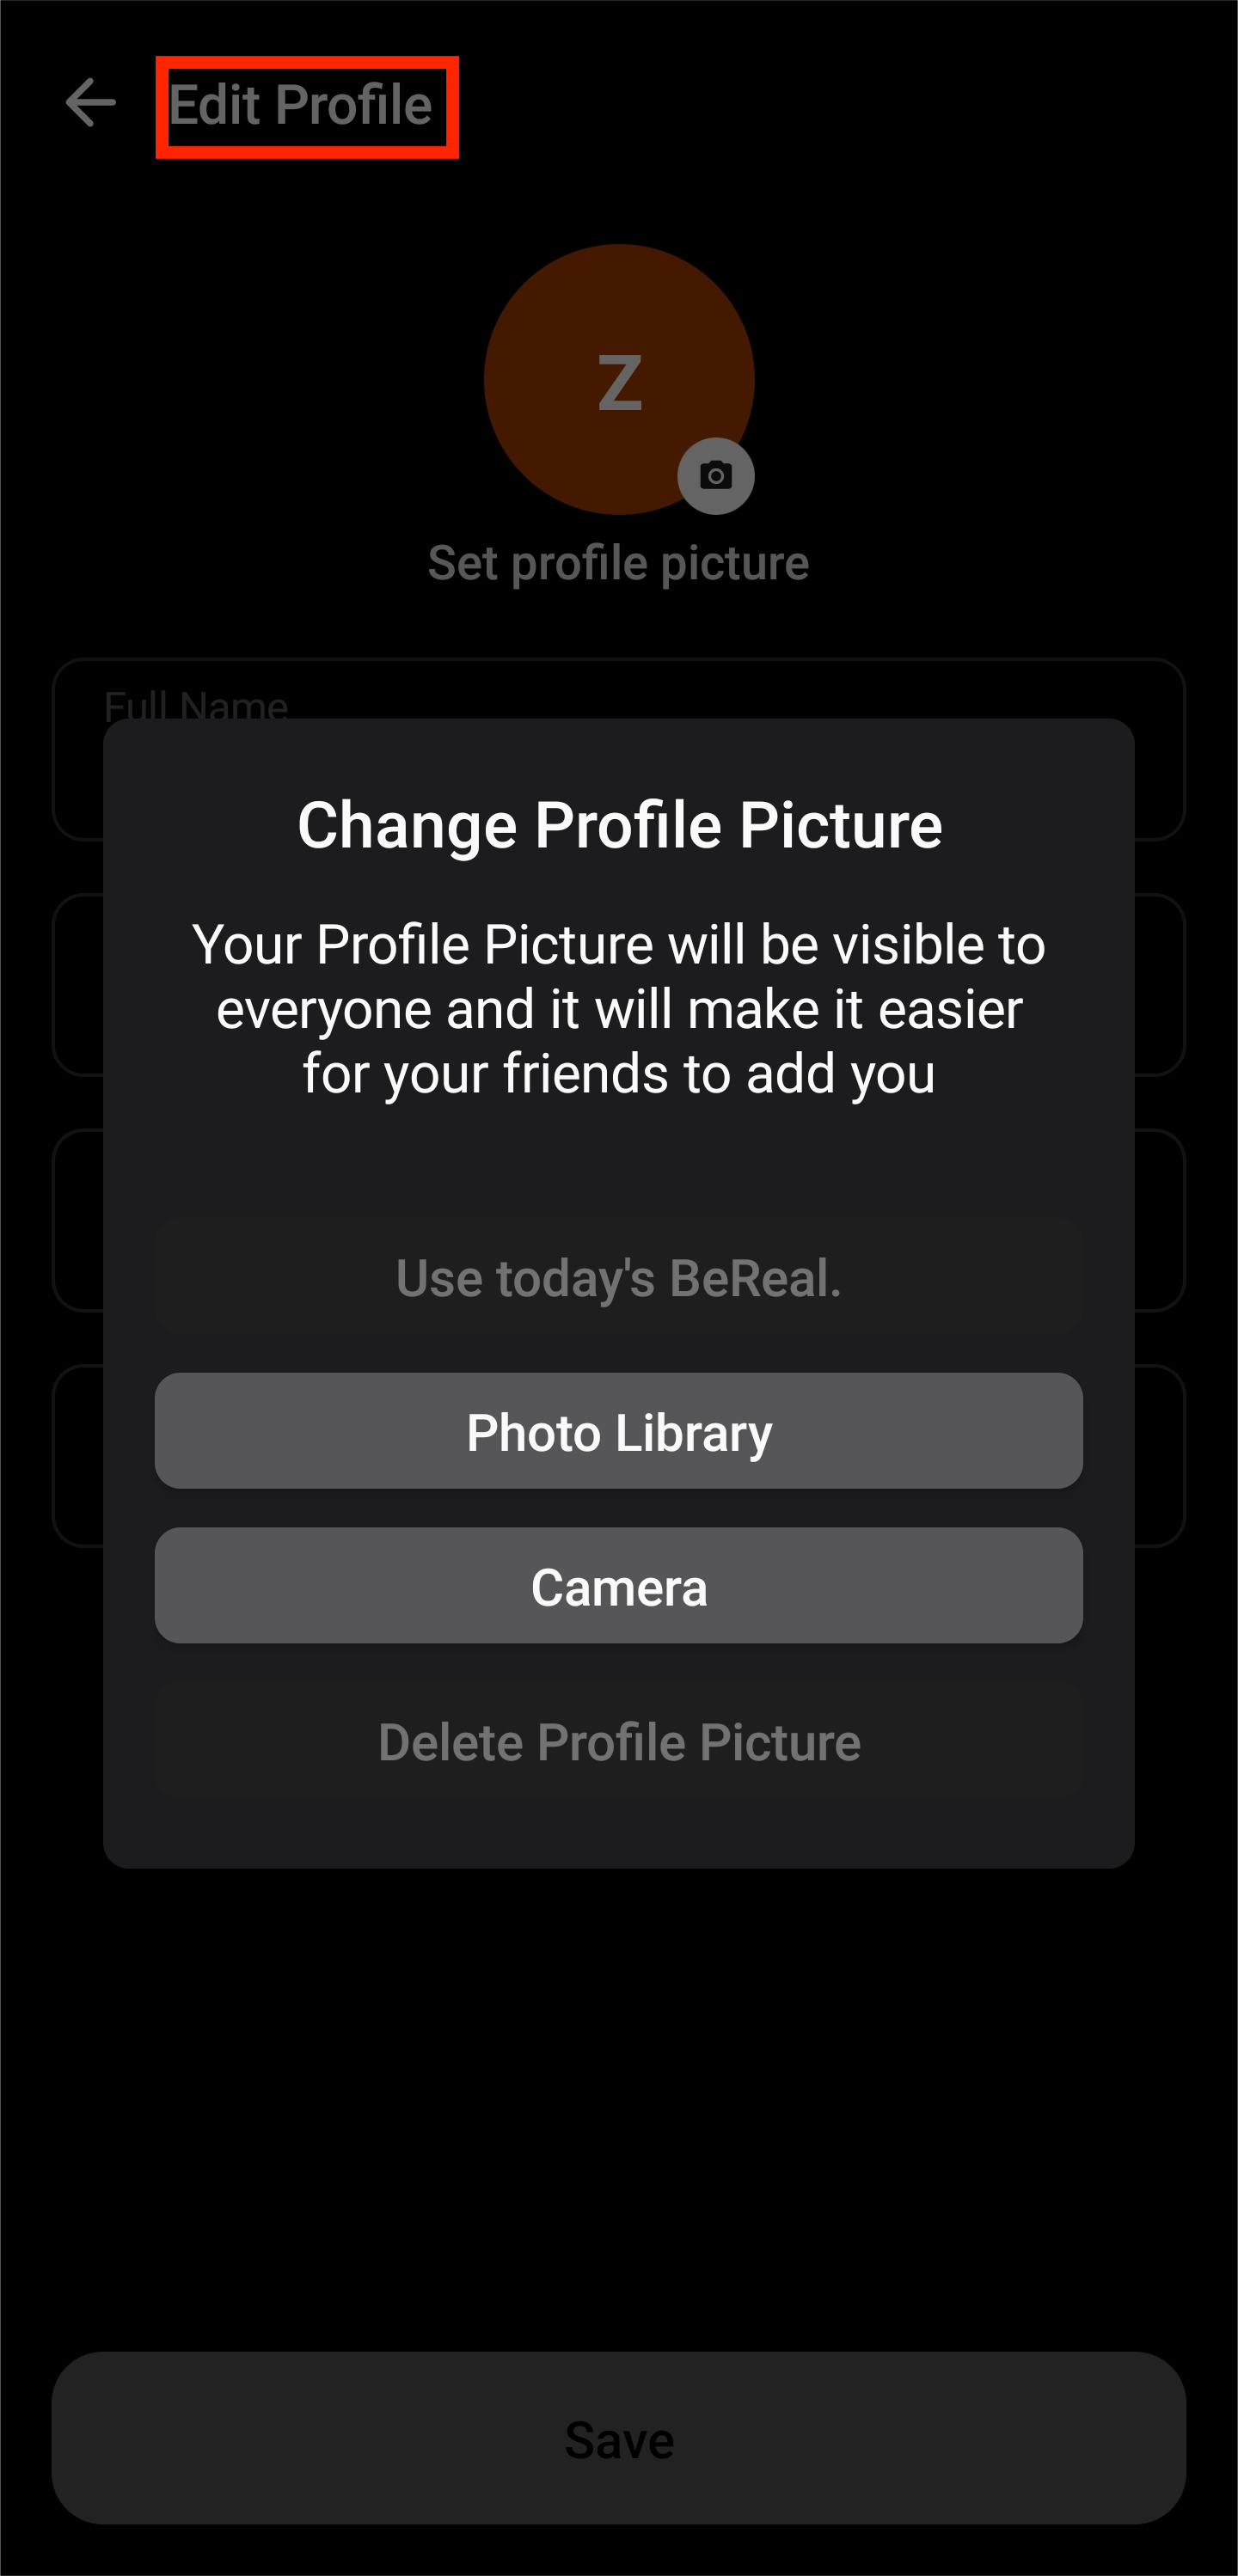 Edit Profile
Z
Set profile picture
Full Name
Change Profile Picture
Your Profile Picture will be visible to
everyone and it will make it easier
for your friends to add you
Use today's BeReal.
Photo Library
Camera
Delete Profile Picture
Save